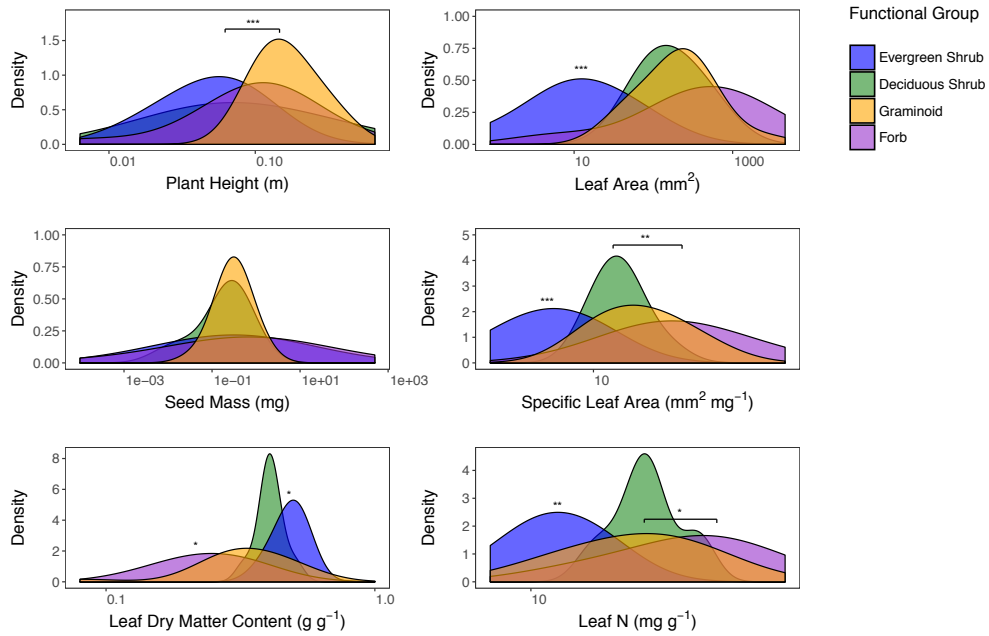 Functional Group
Evergreen Shrub
Deciduous Shrub
Graminoid
Forb
Density
1.5
1.0
0.5
0.0
***
0.01
0.10
Plant Height (m)
Density
1.00
0.75
0.50
0.25
0.00
***
10
1000
Leaf Area (mm²)
Density
1.00
0.75
0.50
0.25
0.00
1e−03
1e−01
1e+01
1e+03
Seed Mass (mg)
Density
5
4
3
2
1
0
***
**
10
Specific Leaf Area (mm² mg⁻¹)
Density
8
6
4
2
0
*
*
0.1
1.0
Leaf Dry Matter Content (g g⁻¹)
Density
4
3
2
1
0
**
*
10
Leaf N (mg g⁻¹)